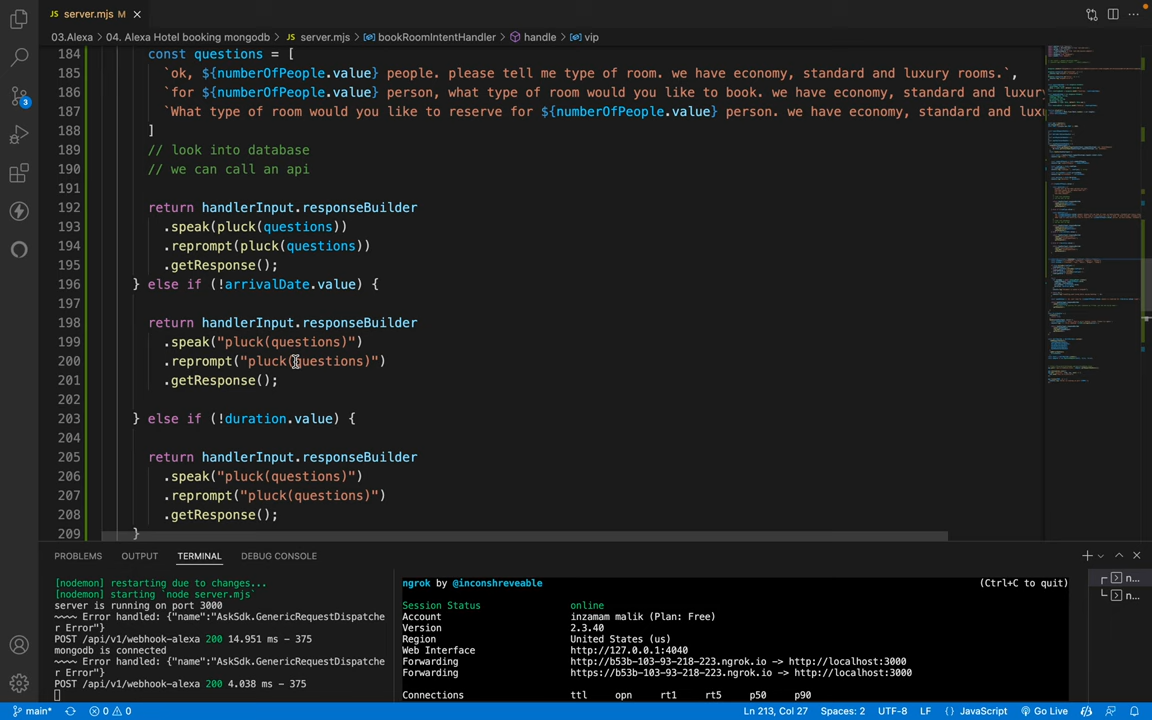 server.mjs M
03.Alexa > 04. Alexa Hotel booking mongodb > server.mjs > bookRoomIntentHandler > handle > vip
184 const questions = [
185 `ok, ${numberOfPeople.value} people. please tell me type of room. we have economy, standard and luxury rooms.`,
186 `for ${numberOfPeople.value} person, what type of room would you like to book. we have economy, standard and luxury
187 `What type of room would you like to reserve for ${numberOfPeople.value} person. we have economy, standard and lux
188 ]
189 // look into database
190 // we can call an api
191
192 return handlerInput.responseBuilder
193 .speak(pluck(questions))
194 .reprompt(pluck(questions))
195 .getResponse();
196 } else if (!arrivalDate.value) {
197
198 return handlerInput.responseBuilder
199 .speak("pluck(questions)")
200 .reprompt("pluck(questions)")
201 .getResponse();
202
203 } else if (!duration.value) {
204
205 return handlerInput.responseBuilder
206 .speak("pluck(questions)")
207 .reprompt("pluck(questions)")
208 .getResponse();
209 }
3
PROBLEMS OUTPUT TERMINAL DEBUG CONSOLE
[nodemon] restarting due to changes...
[nodemon] starting `node server.mjs`
server is running on port 3000
~~~~ Error handled: {"name":"AskSdk.GenericRequestDispatche
r Error"}
POST /api/v1/webhook-alexa 200 14.951 ms - 375
mongodb is connected
~~~~ Error handled: {"name":"AskSdk.GenericRequestDispatche
r Error"}
POST /api/v1/webhook-alexa 200 4.038 ms - 375
ngrok by @inconshreveable (Ctrl+C to quit)
Session Status online
Account inzamam malik (Plan: Free)
Version 2.3.40
Region United States (us)
Web Interface http://127.0.0.1:4040
Forwarding http://b53b-103-93-218-223.ngrok.io -> http://localhost:3000
Forwarding https://b53b-103-93-218-223.ngrok.io -> http://localhost:3000
Connections ttl opn rt1 rt5 p50 p90
n...
n...
main* 0 0 Ln 213, Col 27 Spaces: 2 UTF-8 LF {} JavaScript Go Live